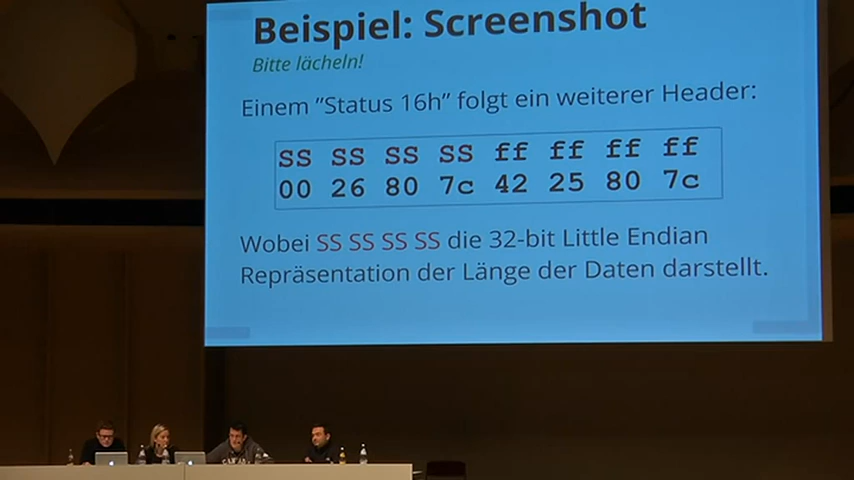 Beispiel: Screenshot
Bitte lächeln!
Einem "Status 16h" folgt ein weiterer Header:
SS SS SS SS ff ff ff ff
00 26 80 7c 42 25 80 7c
Wobei SS SS SS SS die 32-bit Little Endian
Repräsentation der Länge der Daten darstellt.